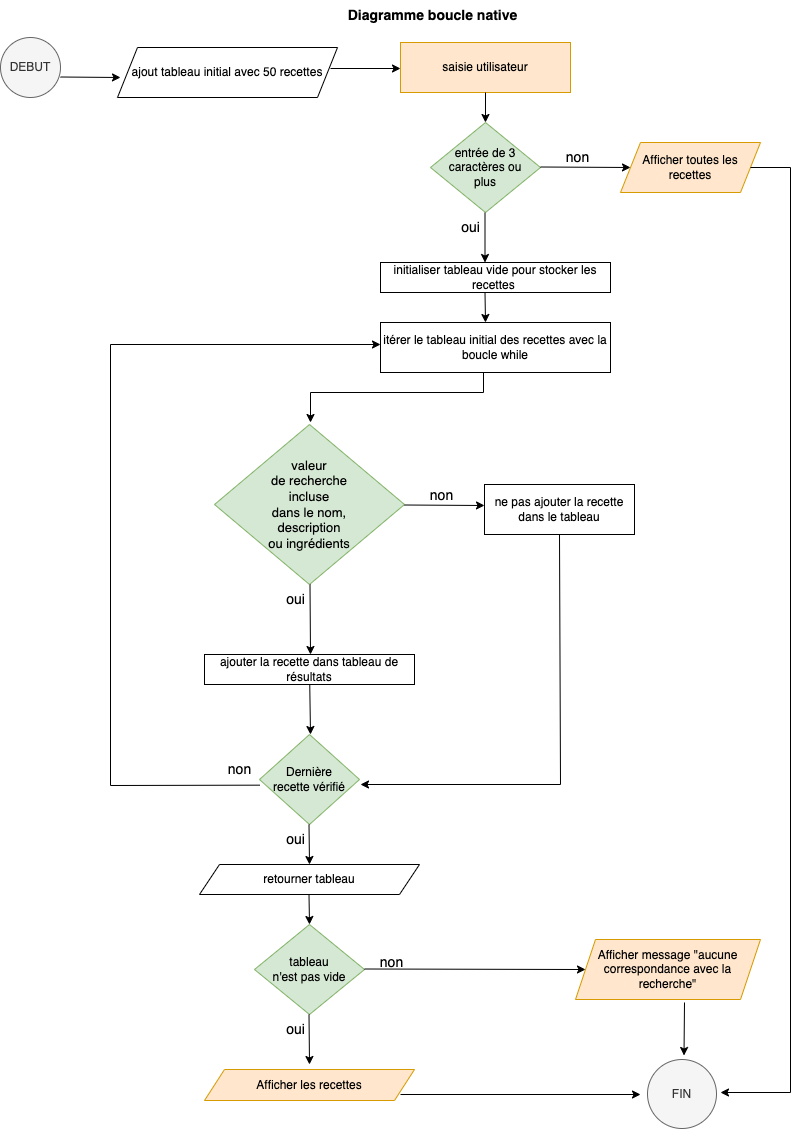 Diagramme boucle native
DEBUT
ajout tableau initial avec 50 recettes
saisie utilisateur
entrée de 3
caractères ou
plus
non
Afficher toutes les
recettes
oui
initialiser tableau vide pour stocker les
recettes
itérer le tableau initial des recettes avec la
boucle while
valeur
de recherche
incluse
dans le nom,
description
ou ingrédients
non
ne pas ajouter la recette
dans le tableau
oui
ajouter la recette dans tableau de
résultats
Dernière
recette vérifié
non
oui
retourner tableau
tableau
n'est pas vide
non
Afficher message "aucune
correspondance avec la
recherche"
oui
Afficher les recettes
FIN